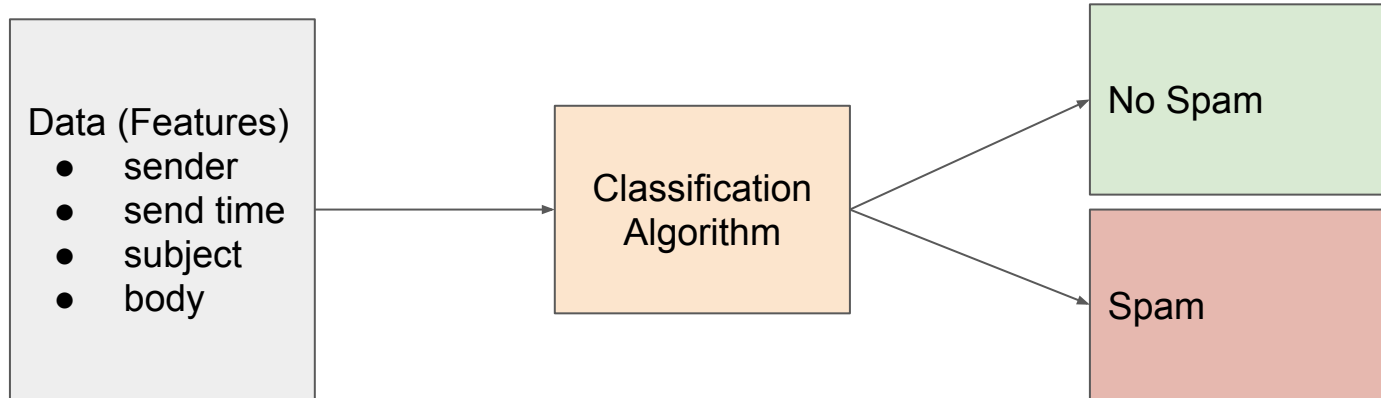 Data (Features)
● sender
● send time
● subject
● body
Classification
Algorithm
No Spam
Spam